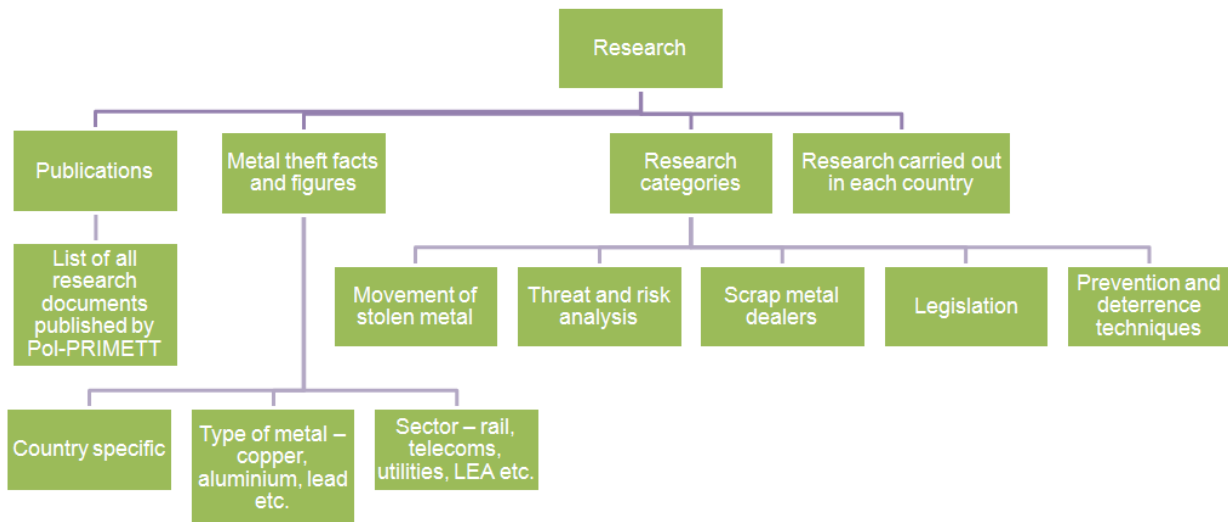 Research
Publications
Metal theft facts
and figures
Research
categories
Research carried out
in each country
List of all
research
documents
published by
Pol-PRIMETT
Movement of
stolen metal
Threat and risk
analysis
Scrap metal
dealers
Legislation
Prevention and
deterrence
techniques
Country specific
Type of metal –
copper,
aluminium, lead
etc.
Sector – rail,
telecoms,
utilities, LEA etc.